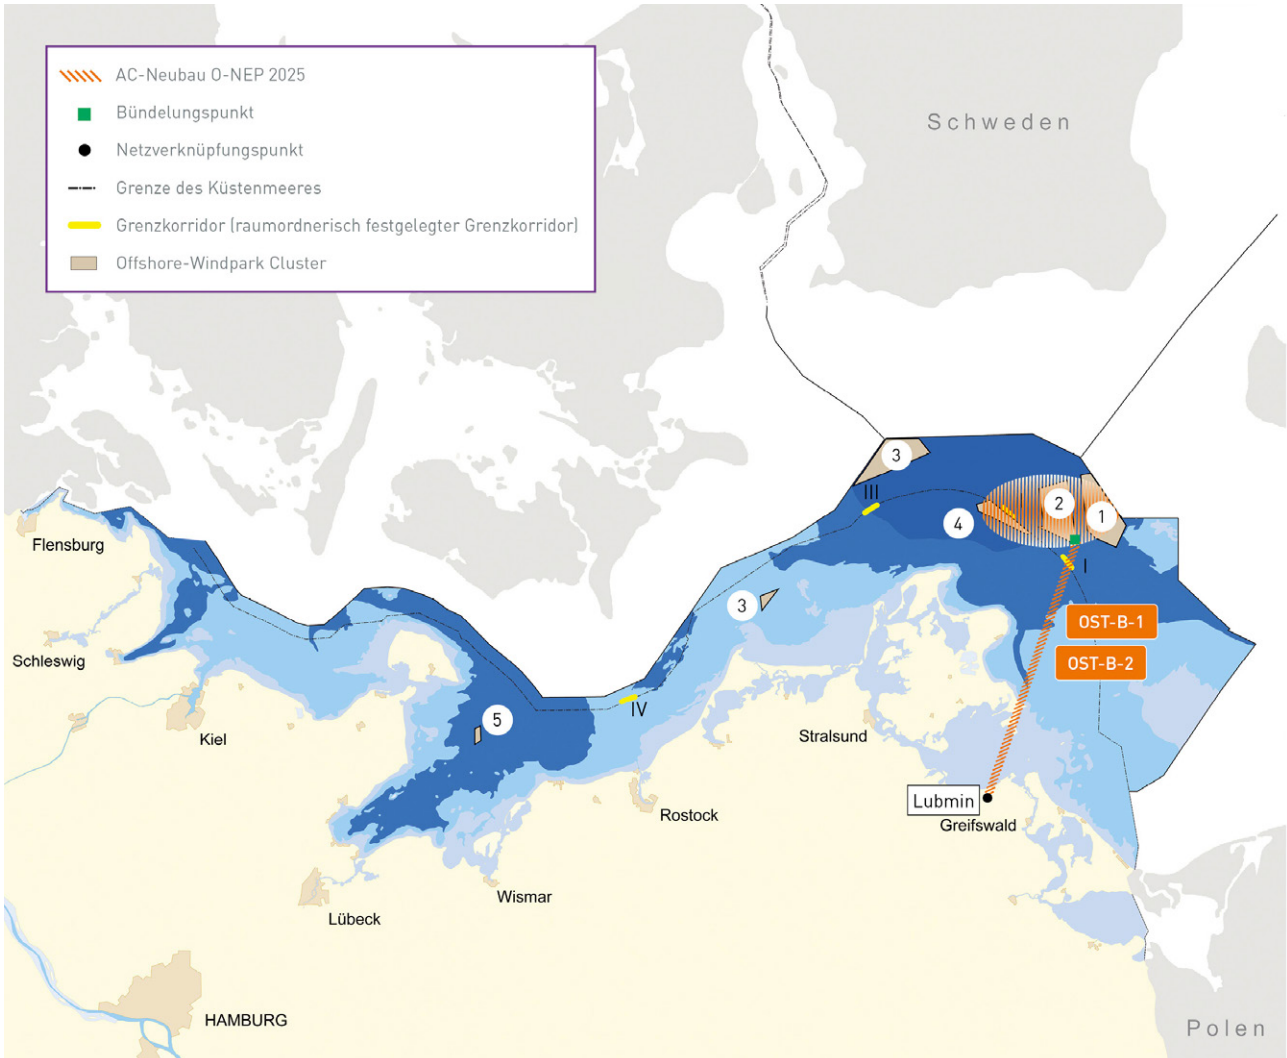 AC-Neubau O-NEP 2025
Bündelungspunkt
Netzverknüpfungspunkt
Grenze des Küstenmeeres
Grenzkorridor (raumordnerisch festgelegter Grenzkorridor)
Offshore-Windpark Cluster
Schweden
3
III
2
1
4
I
Flensburg
3
OST-B-1
OST-B-2
Schleswig
IV
5
Kiel
Stralsund
Lubmin
Rostock
Greifswald
Wismar
Lübeck
HAMBURG
Polen